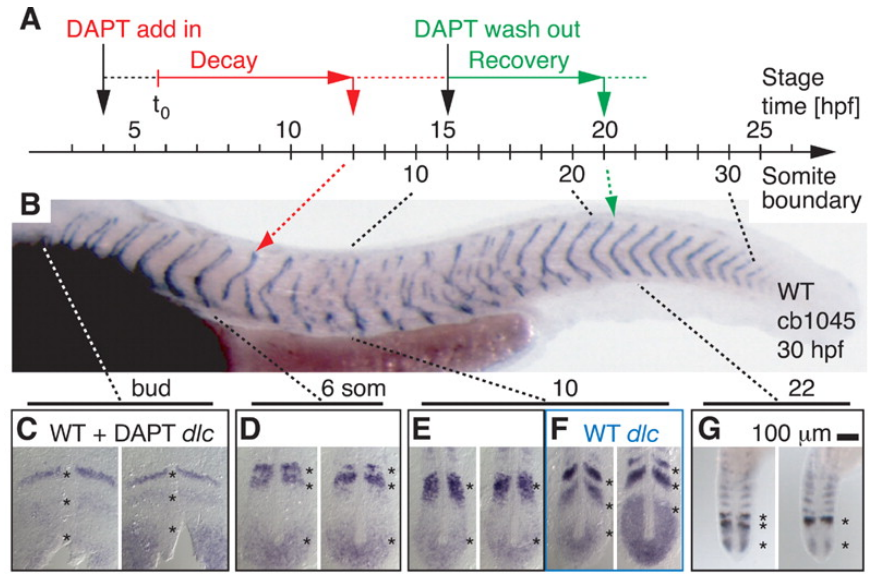 A
DAPT add in
DAPT wash out
Decay
Recovery
Stage
time [hpf]
t0
5 10 15 20 25
10 20 30
Somite
boundary
B
WT
cb1045
30 hpf
bud 6 som 10 22
C WT + DAPT dlc
D
E
F WT dlc
G 100 μm
* * * * * *
* * * * * * * * * * * * * * * * *